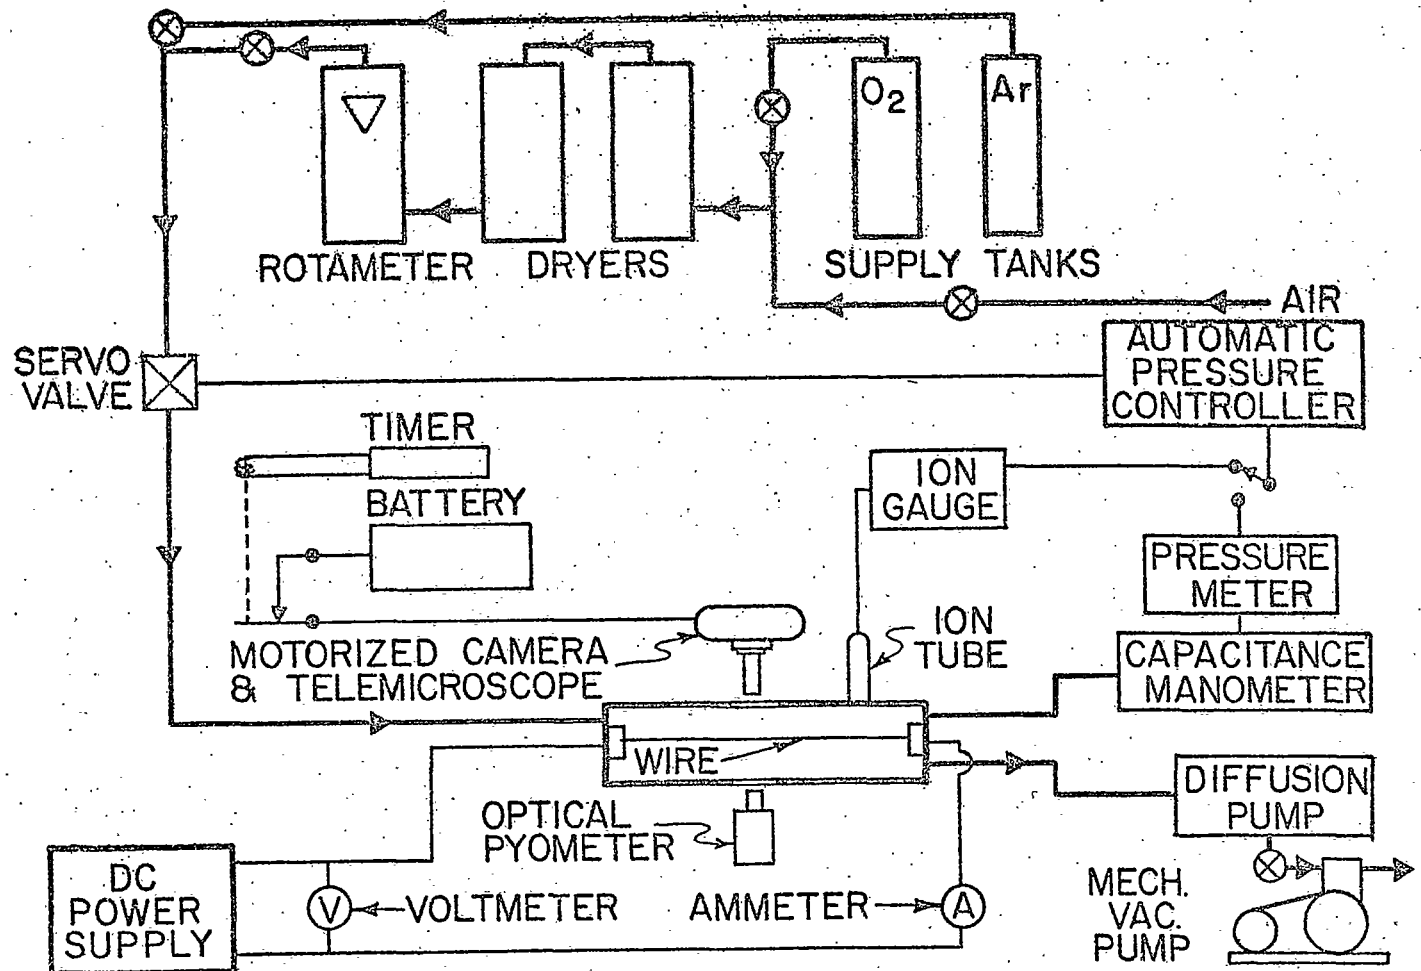 O2
Ar
ROTAMETER
DRYERS
SUPPLY TANKS
AIR
SERVO
VALVE
AUTOMATIC
PRESSURE
CONTROLLER
TIMER
BATTERY
ION
GAUGE
PRESSURE
METER
MOTORIZED CAMERA
& TELEMICROSCOPE
ION
TUBE
CAPACITANCE
MANOMETER
WIRE
OPTICAL
PYOMETER
DIFFUSION
PUMP
DC
POWER
SUPPLY
V
VOLTMETER
AMMETER
A
MECH.
VAC.
PUMP